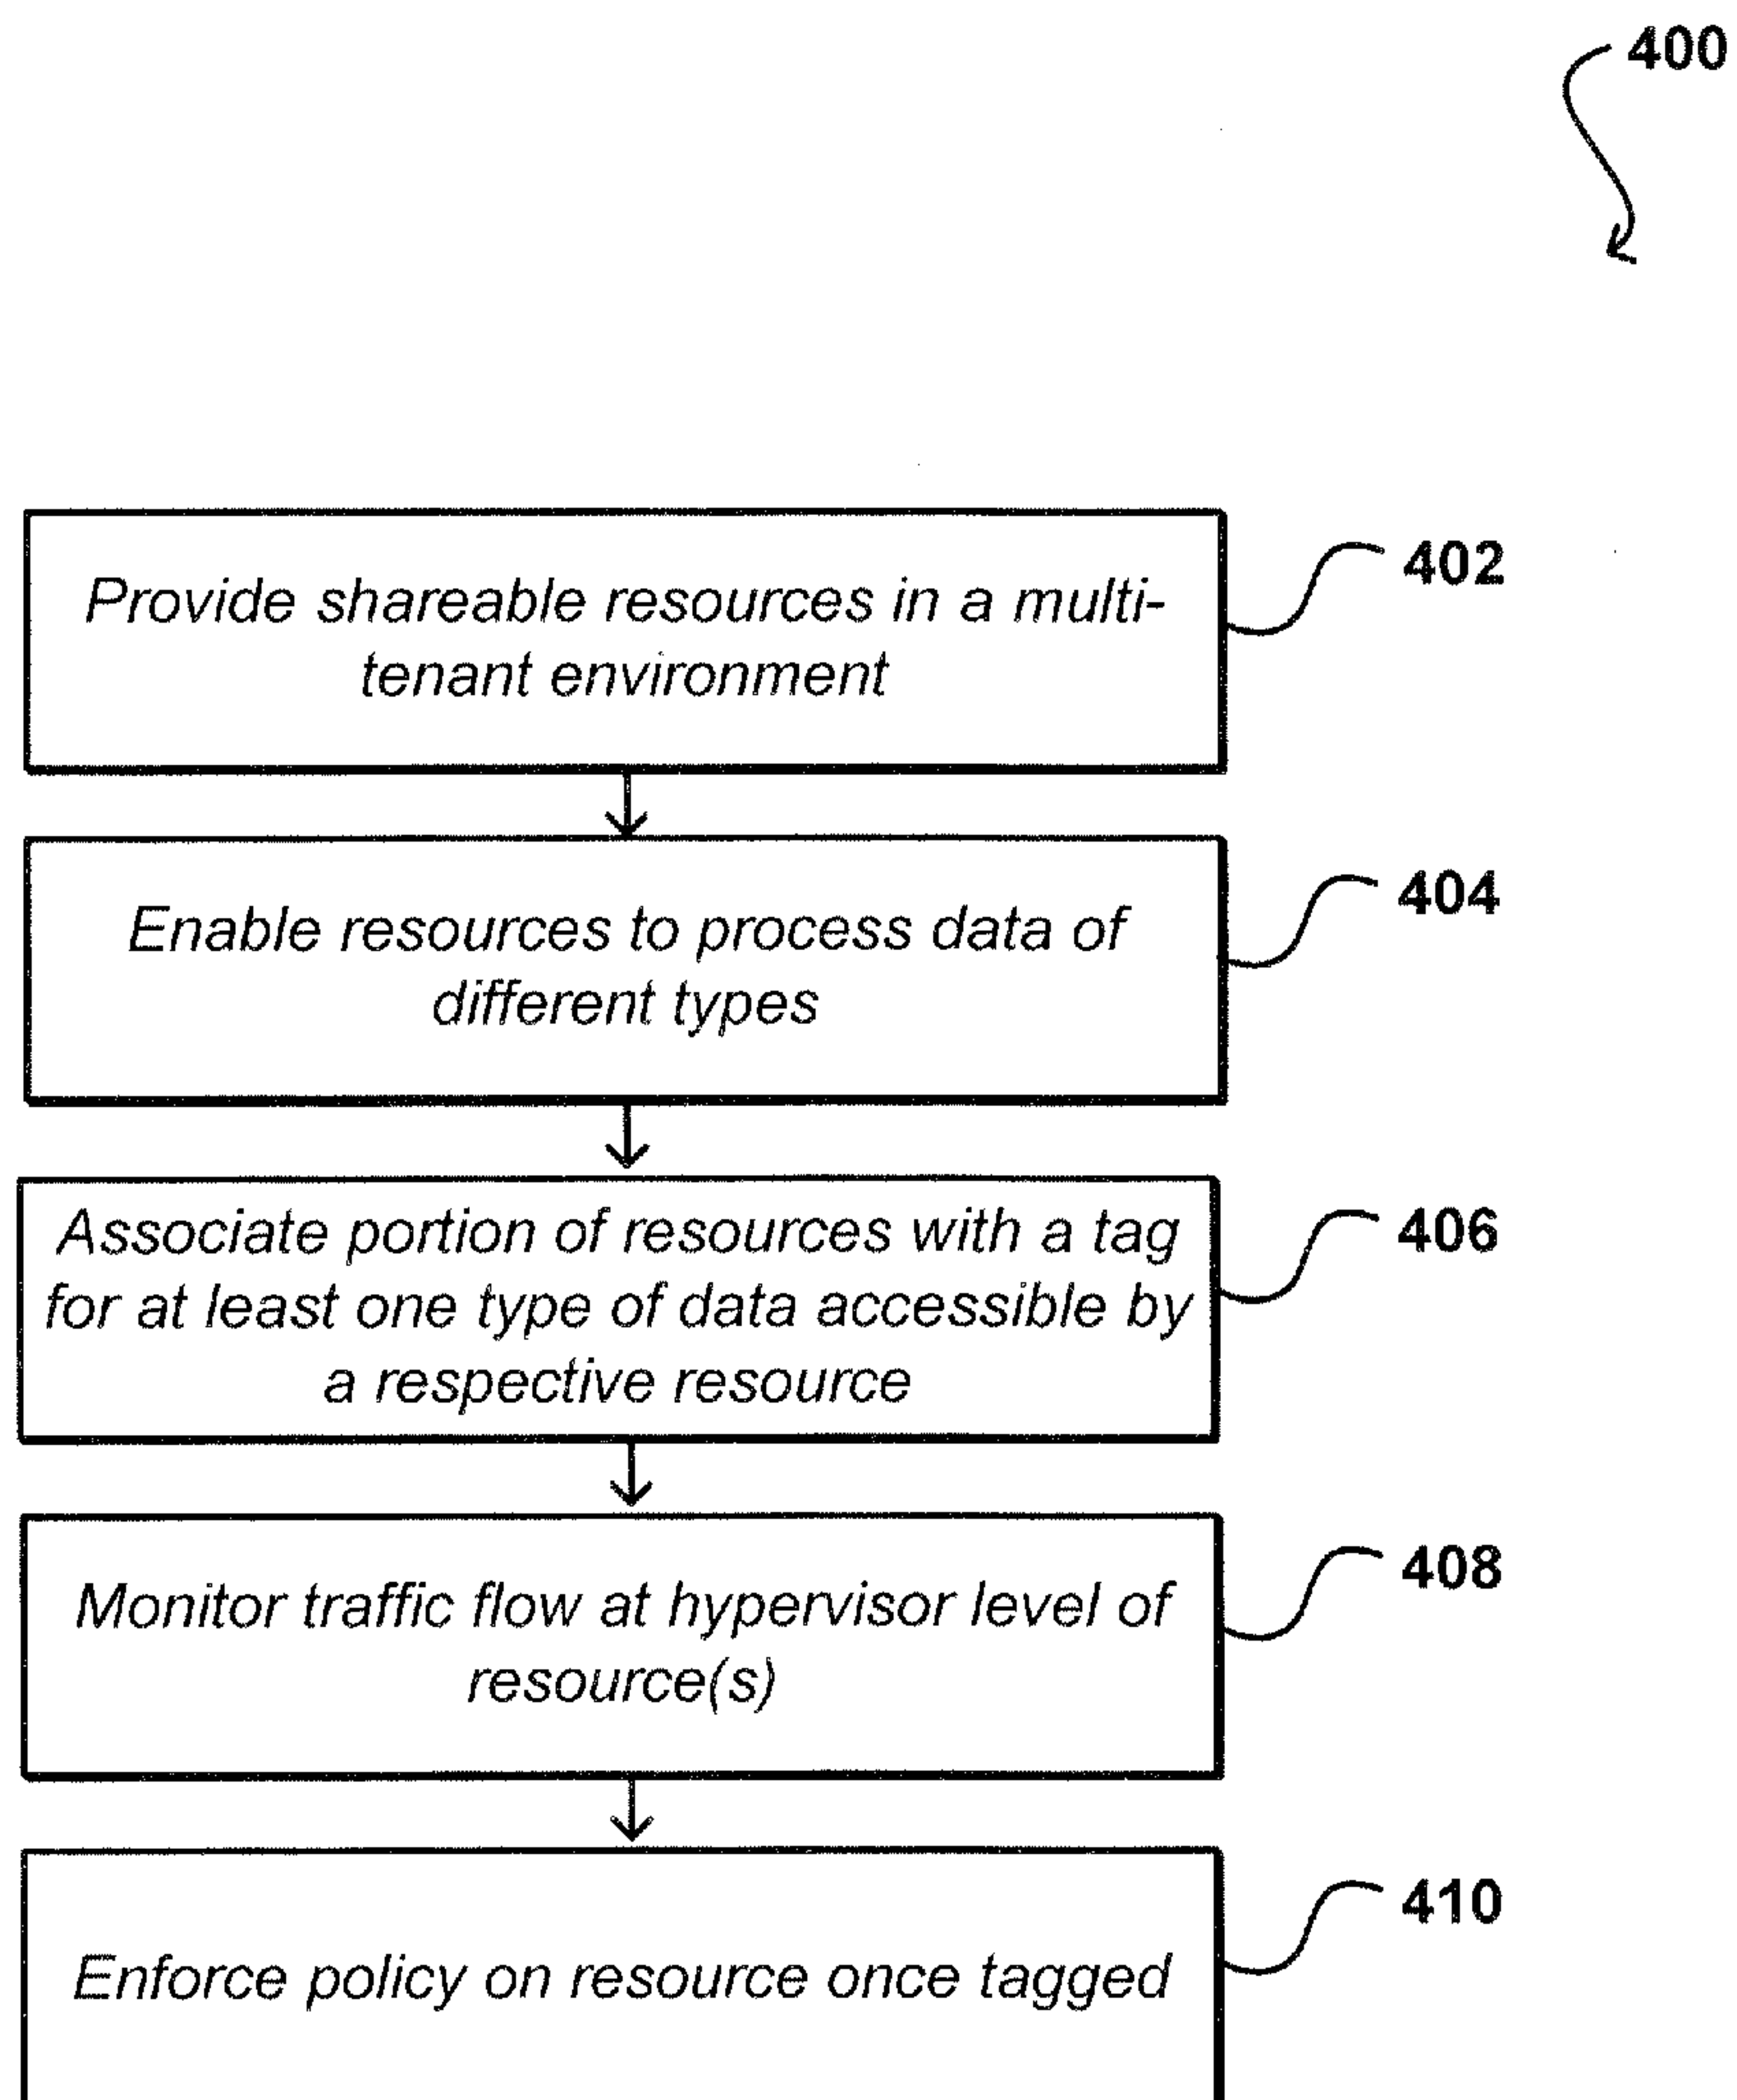 400
Provide shareable resources in a multi-
tenant environment
402
Enable resources to process data of
different types
404
Associate portion of resources with a tag
for at least one type of data accessible by
a respective resource
406
Monitor traffic flow at hypervisor level of
resource(s)
408
Enforce policy on resource once tagged
410